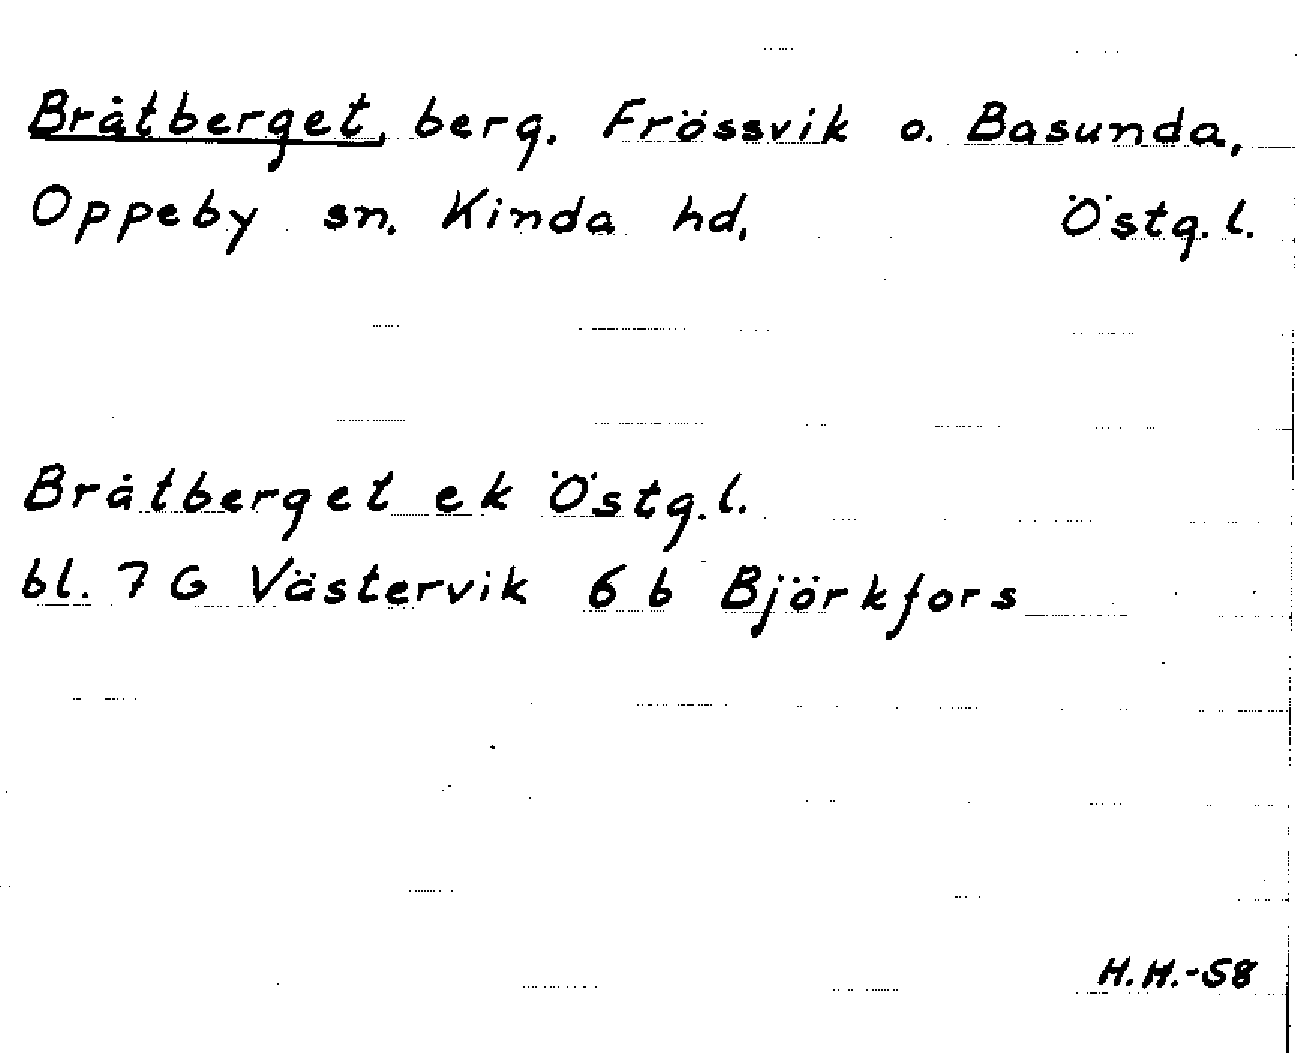 Bråtberget, berg. Frössvik o. Basunda,
Oppeby sn. Kinda hd, Östg.l.
Bråtberget ek Östg.l.
bl. 7 G Västervik 6 b Björkfors
H.H.-58